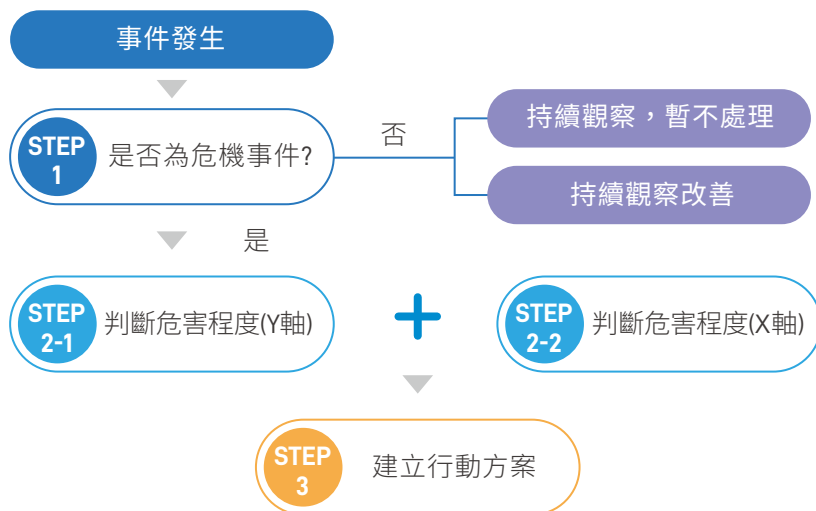 事件發生
STEP
1
是否為危機事件?
否
持續觀察，暫不處理
持續觀察改善
是
STEP
2-1
判斷危害程度(Y軸)
STEP
2-2
判斷危害程度(X軸)
STEP
3
建立行動方案